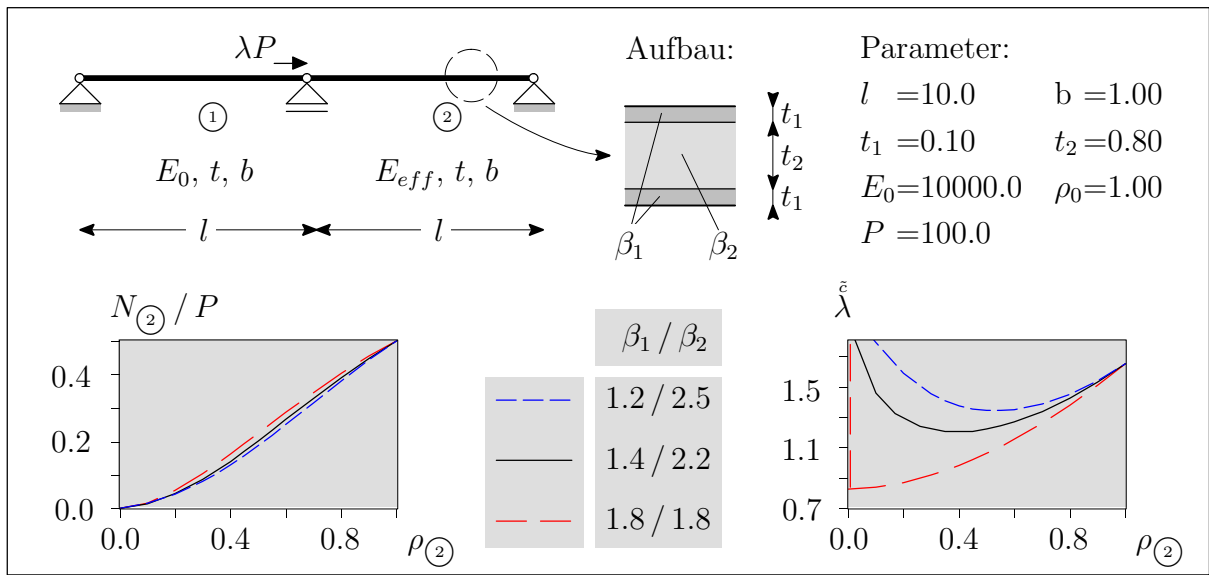 λP
Aufbau:
Parameter:
① ②
E₀, t, b
E_eff, t, b
l
l
t₁
t₂
t₁
β₁ β₂
l =10.0 b =1.00
t₁ =0.10 t₂ =0.80
E₀=10000.0 ρ₀=1.00
P =100.0
N② / P
0.4
0.2
0.0
0.0 0.4 0.8 ρ②
β₁ / β₂
1.2 / 2.5
1.4 / 2.2
1.8 / 1.8
λ̃ᶜ
1.5
1.1
0.7
0.0 0.4 0.8 ρ②